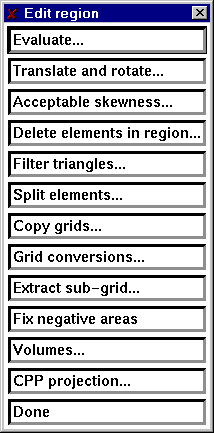 Edit region
Evaluate...
Translate and rotate...
Acceptable skewness...
Delete elements in region...
Filter triangles...
Split elements...
Copy grids...
Grid conversions...
Extract sub-grid...
Fix negative areas
Volumes...
CPP projection...
Done